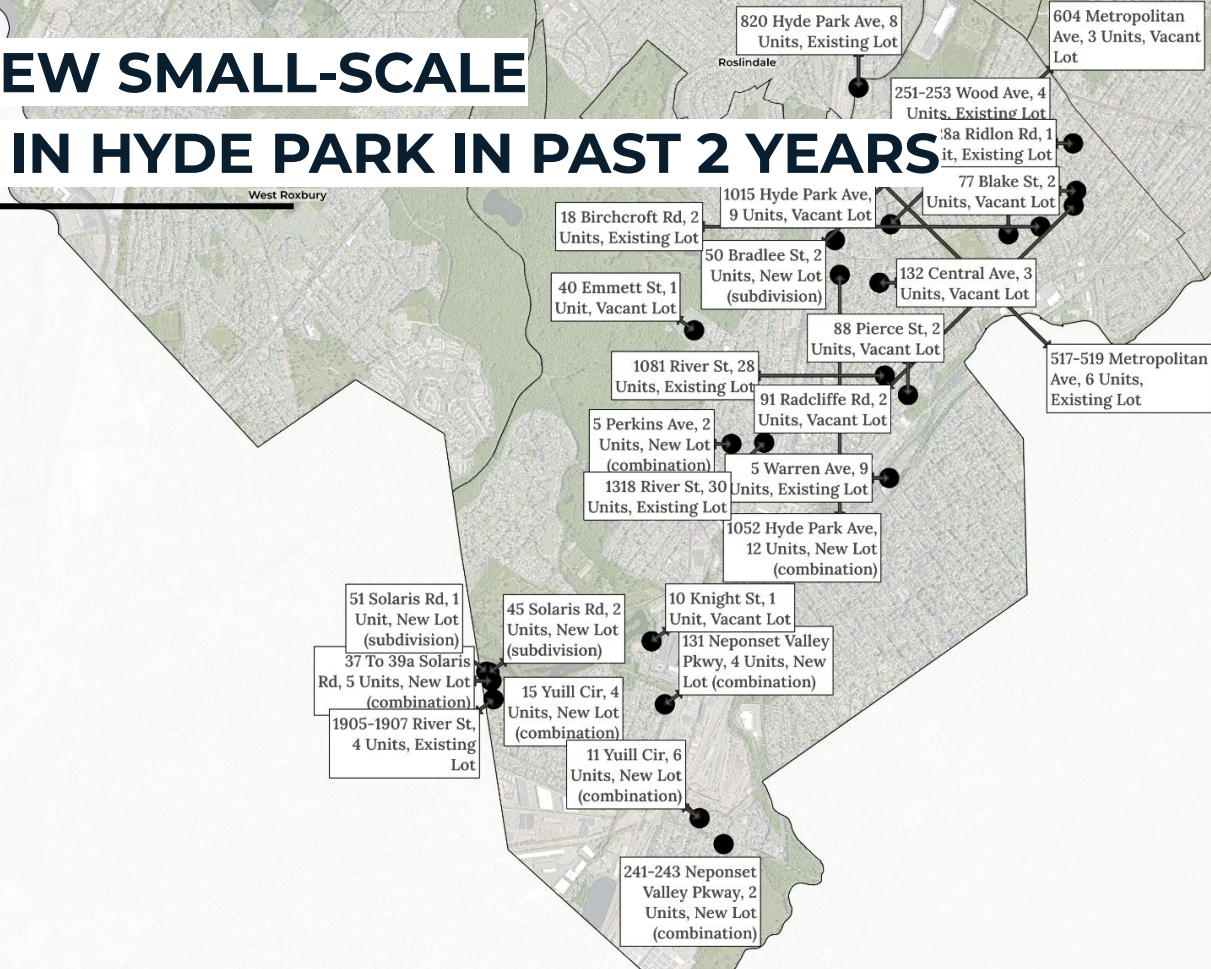 EW SMALL-SCALE
IN HYDE PARK IN PAST 2 YEARS
West Roxbury
Roslindale
820 Hyde Park Ave, 8
Units, Existing Lot
604 Metropolitan
Ave, 3 Units, Vacant
Lot
251-253 Wood Ave, 4
Units, Existing Lot
8a Ridlon Rd, 1
it, Existing Lot
77 Blake St, 2
Units, Vacant Lot
1015 Hyde Park Ave,
9 Units, Vacant Lot
18 Birchcroft Rd, 2
Units, Existing Lot
50 Bradlee St, 2
Units, New Lot
(subdivision)
132 Central Ave, 3
Units, Vacant Lot
40 Emmett St, 1
Unit, Vacant Lot
88 Pierce St, 2
Units, Vacant Lot
517-519 Metropolitan
Ave, 6 Units,
Existing Lot
1081 River St, 28
Units, Existing Lot
91 Radcliffe Rd, 2
Units, Vacant Lot
5 Perkins Ave, 2
Units, New Lot
(combination)
5 Warren Ave, 9
Units, Existing Lot
1318 River St, 30
Units, Existing Lot
1052 Hyde Park Ave,
12 Units, New Lot
(combination)
51 Solaris Rd, 1
Unit, New Lot
(subdivision)
45 Solaris Rd, 2
Units, New Lot
(subdivision)
10 Knight St, 1
Unit, Vacant Lot
131 Neponset Valley
Pkwy, 4 Units, New
Lot (combination)
37 To 39a Solaris
Rd, 5 Units, New Lot
(combination)
15 Yuill Cir, 4
Units, New Lot
(combination)
1905-1907 River St,
4 Units, Existing
Lot
11 Yuill Cir, 6
Units, New Lot
(combination)
241-243 Neponset
Valley Pkway, 2
Units, New Lot
(combination)